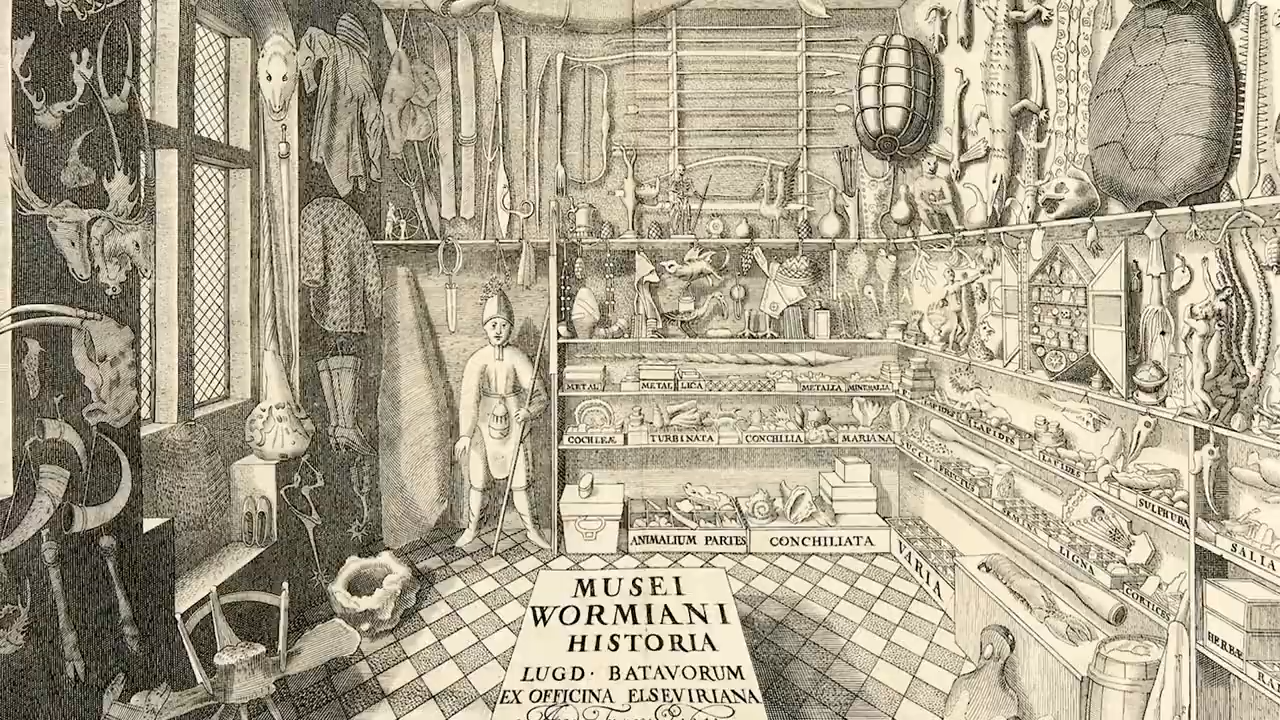 METAL
METAL LICA
METALLA MINERALIA
COCHLEÆ
TURBINATA
CONCHILIA
MARIANA
ANIMALIUM PARTES
CONCHILIATA
VARIA
LAPIDES
LAPIDES
SULPHURA
SALIA
LIGNA
CORTICES
HERBÆ
MUSEI
WORMIANI
HISTORIA
LUGD· BATAVORUM
EX OFFICINA ELSEVIRIANA